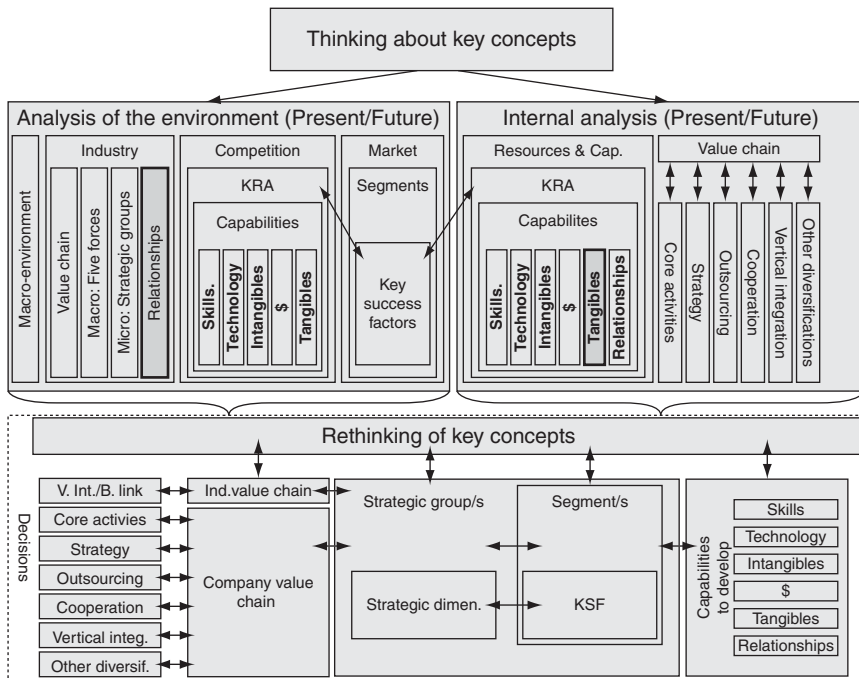 Thinking about key concepts
Analysis of the environment (Present/Future)
Macro-environment
Industry
Value chain
Macro: Five forces
Micro: Strategic groups
Relationships
Competition
KRA
Capabilities
Skills.
Technology
Intangibles
$
Tangibles
Market
Segments
Key
success
factors
Internal analysis (Present/Future)
Resources & Cap.
KRA
Capabilites
Skills.
Technology
Intangibles
$
Tangibles
Relationships
Value chain
Core activities
Strategy
Outsourcing
Cooperation
Vertical integration
Other diversifications
Rethinking of key concepts
Decisions
V. Int./B. link
Core activies
Strategy
Outsourcing
Cooperation
Vertical integ.
Other diversif.
Ind.value chain
Company value
chain
Strategic group/s
Strategic dimen.
Segment/s
KSF
Capabilities
to develop
Skills
Technology
Intangibles
$
Tangibles
Relationships